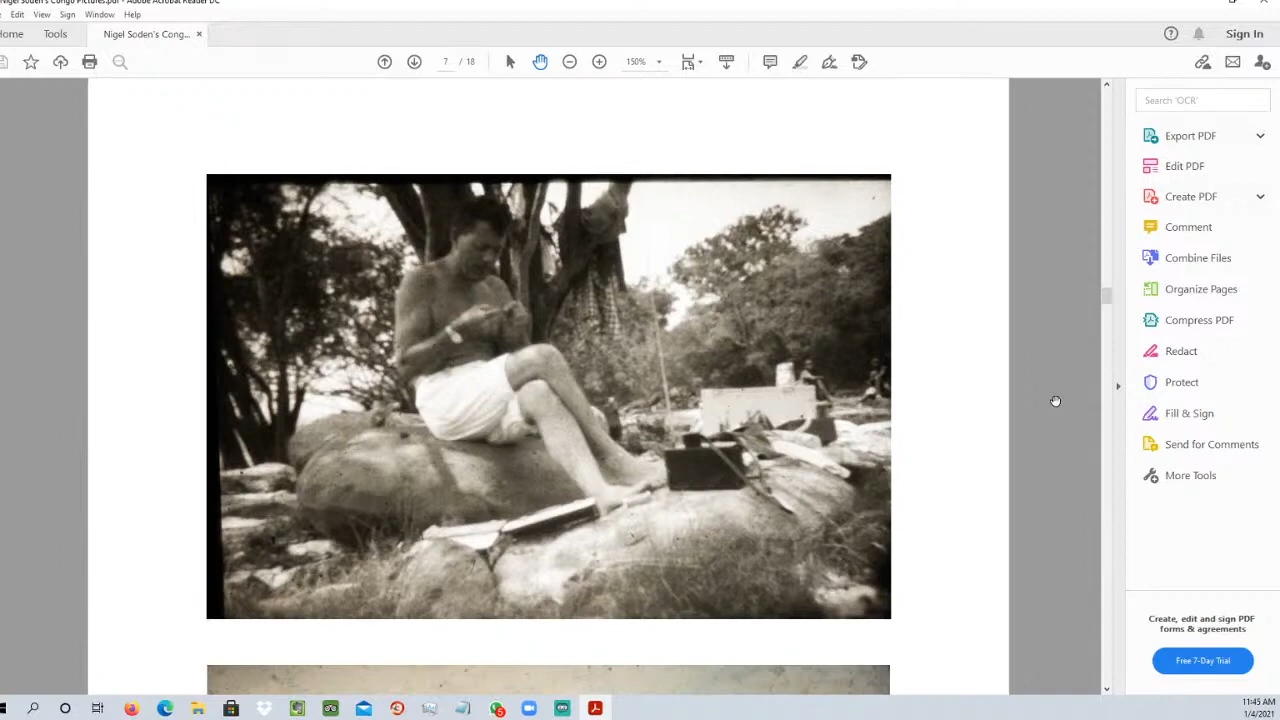 Nigel Soden's Congo Pictures.pdf - Adobe Acrobat Reader DC
Edit View Sign Window Help
Home Tools Nigel Soden's Cong... × Sign In
7 / 18 150%
Search 'OCR'
Export PDF
Edit PDF
Create PDF
Comment
Combine Files
Organize Pages
Compress PDF
Redact
Protect
Fill & Sign
Send for Comments
More Tools
Create, edit and sign PDF
forms & agreements
Free 7-Day Trial
5
11:45 AM
1/4/2021